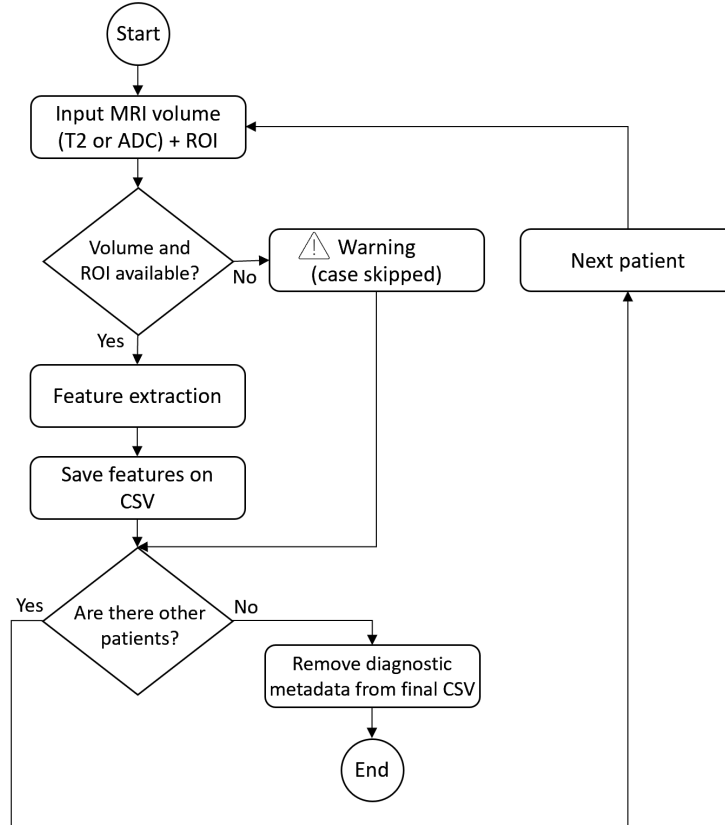 Start
Input MRI volume
(T2 or ADC) + ROI
Volume and
ROI available?
No
Warning
(case skipped)
Next patient
Yes
Feature extraction
Save features on
CSV
Yes
Are there other
patients?
No
Remove diagnostic
metadata from final CSV
End